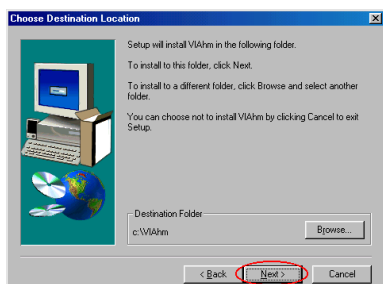 Choose Destination Location
Setup will install VIAhm in the following folder.
To install to this folder, click Next.
To install to a different folder, click Browse and select another
folder.
You can choose not to install VIAhm by clicking Cancel to exit
Setup.
Destination Folder
c:\VIAhm
Browse...
< Back
Next >
Cancel